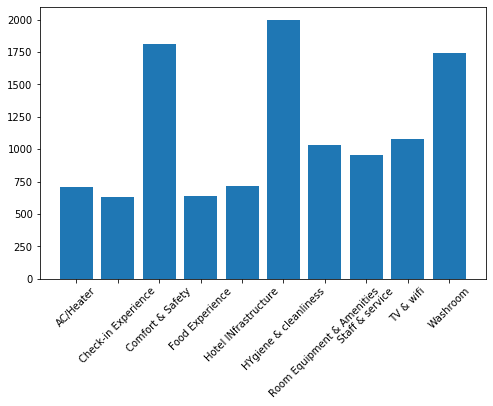 2000
1750
1500
1250
1000
750
500
250
0
AC/Heater
Check-in Experience
Comfort & Safety
Food Experience
Hotel INfrastructure
HYgiene & cleanliness
Room Equipment & Amenities
Staff & service
TV & wifi
Washroom